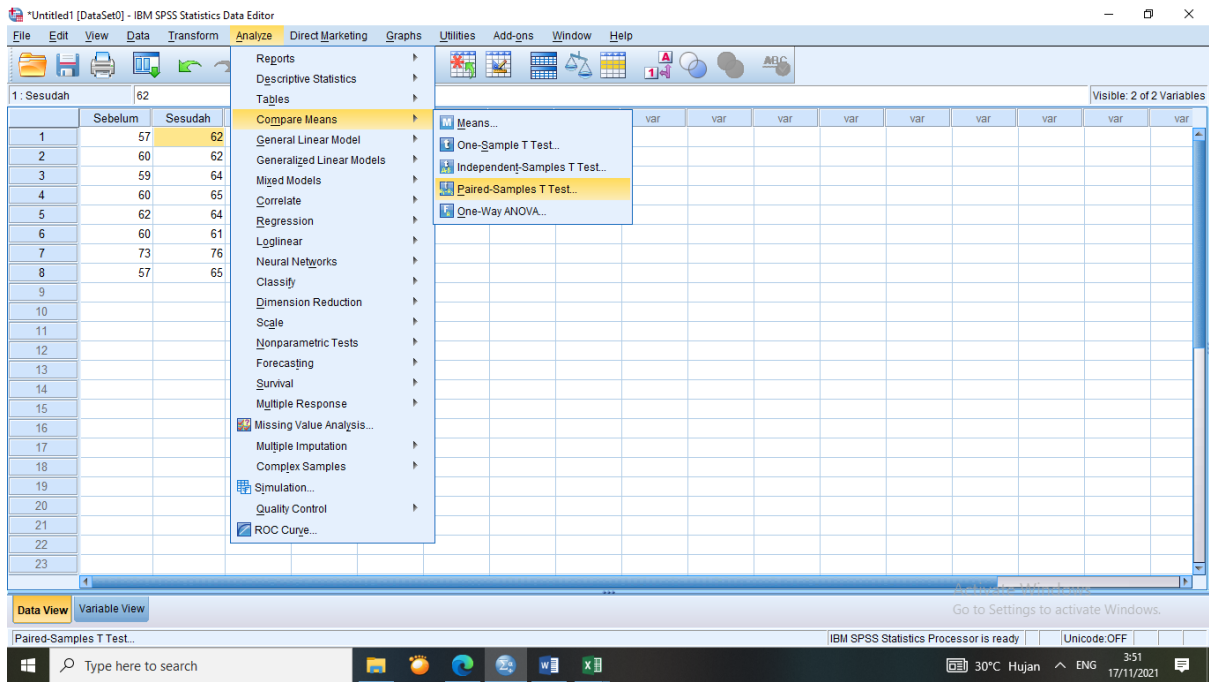 *Untitled1 [DataSet0] - IBM SPSS Statistics Data Editor
File Edit View Data Transform Analyze Direct Marketing Graphs Utilities Add-ons Window Help
1 : Sesudah 62 Visible: 2 of 2 Variables
Sebelum Sesudah var var var var var var var var var
1 57 62
2 60 62
3 59 64
4 60 65
5 62 64
6 60 61
7 73 76
8 57 65
9
10
11
12
13
14
15
16
17
18
19
20
21
22
23
Reports
Descriptive Statistics
Tables
Compare Means
General Linear Model
Generalized Linear Models
Mixed Models
Correlate
Regression
Loglinear
Neural Networks
Classify
Dimension Reduction
Scale
Nonparametric Tests
Forecasting
Survival
Multiple Response
Missing Value Analysis...
Multiple Imputation
Complex Samples
Simulation...
Quality Control
ROC Curve...
Means...
One-Sample T Test...
Independent-Samples T Test...
Paired-Samples T Test...
One-Way ANOVA...
Activate Windows
Go to Settings to activate Windows.
Data View Variable View
Paired-Samples T Test... IBM SPSS Statistics Processor is ready Unicode:OFF
Type here to search 30°C Hujan ENG 3:51
17/11/2021